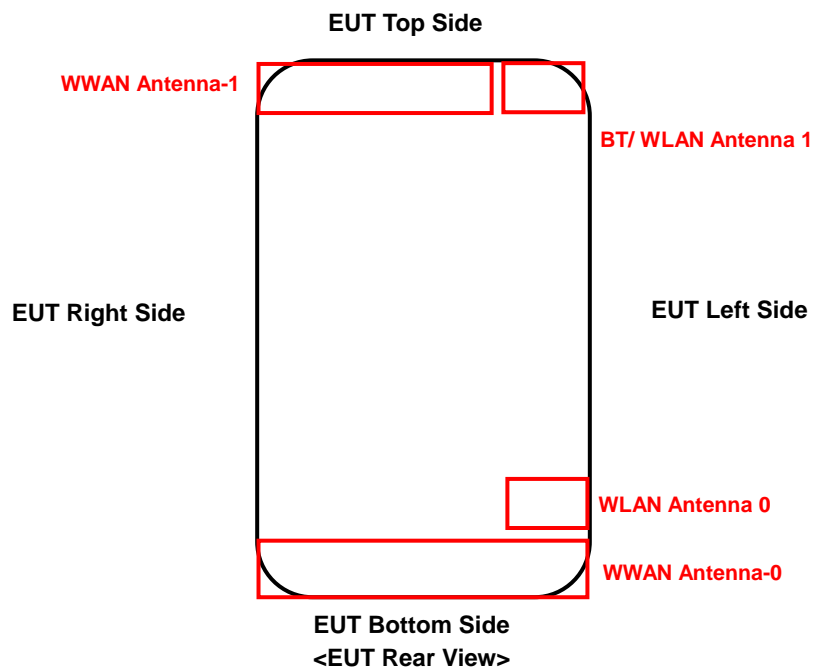 EUT Top Side
WWAN Antenna-1
BT/ WLAN Antenna 1
EUT Right Side
EUT Left Side
WLAN Antenna 0
WWAN Antenna-0
EUT Bottom Side
<EUT Rear View>